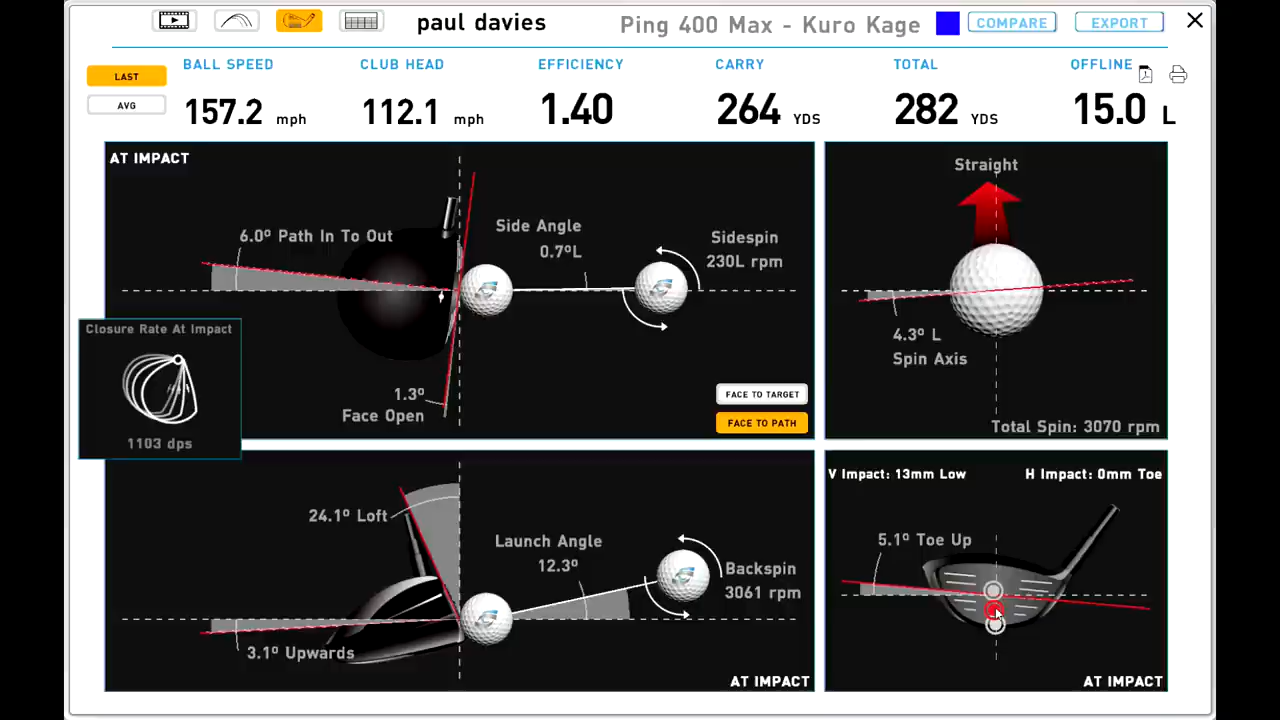 paul davies
Ping 400 Max - Kuro Kage
COMPARE
EXPORT
LAST
AVG
BALL SPEED
157.2 mph
CLUB HEAD
112.1 mph
EFFICIENCY
1.40
CARRY
264 YDS
TOTAL
282 YDS
OFFLINE
15.0 L
AT IMPACT
6.0º Path In To Out
Side Angle
0.7ºL
Sidespin
230L rpm
1.3º
Face Open
FACE TO TARGET
FACE TO PATH
Closure Rate At Impact
1103 dps
Straight
4.3º L
Spin Axis
Total Spin: 3070 rpm
24.1º Loft
Launch Angle
12.3º
Backspin
3061 rpm
3.1º Upwards
AT IMPACT
V Impact: 13mm Low
H Impact: 0mm Toe
5.1º Toe Up
AT IMPACT